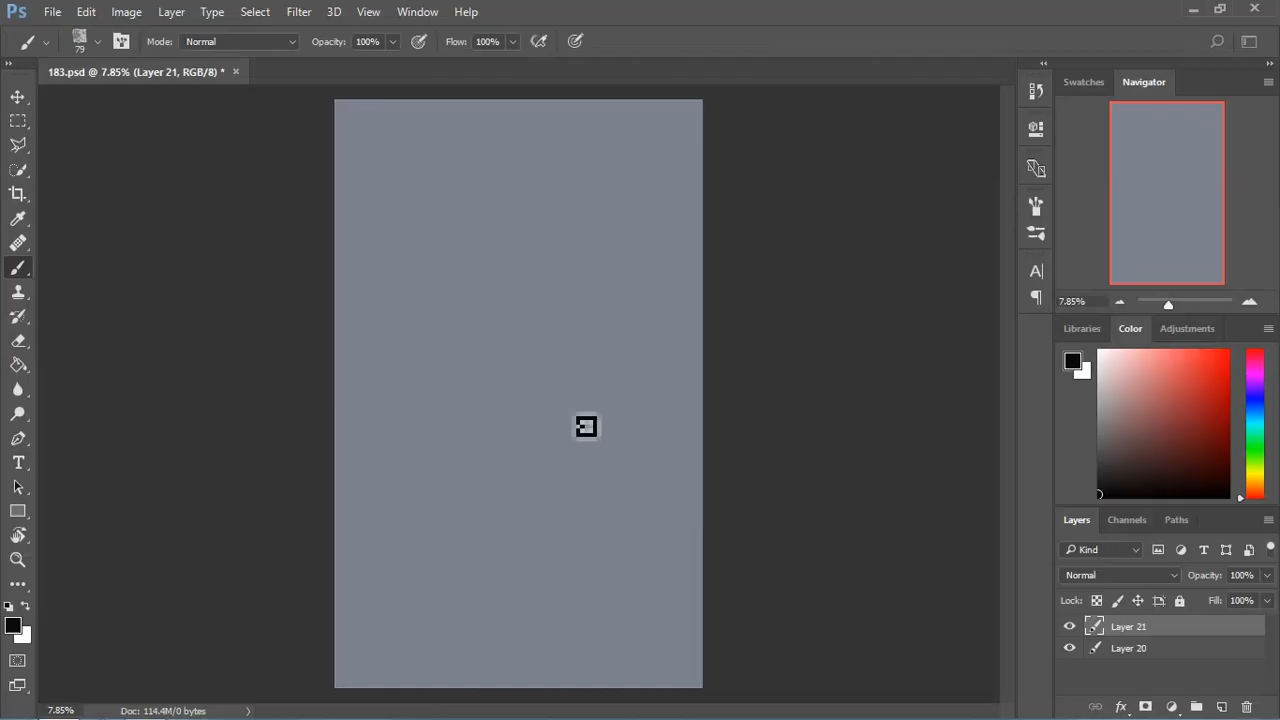 Ps File Edit Image Layer Type Select Filter 3D View Window Help
79 Mode: Normal Opacity: 100% Flow: 100%
183.psd @ 7.85% (Layer 21, RGB/8) * ×
Swatches Navigator
7.85%
A|
Libraries Color Adjustments
T
Layers Channels Paths
Kind T
Normal Opacity: 100%
Lock: Fill: 100%
Layer 21
Layer 20
fx
7.85% Doc: 114.4M/0 bytes